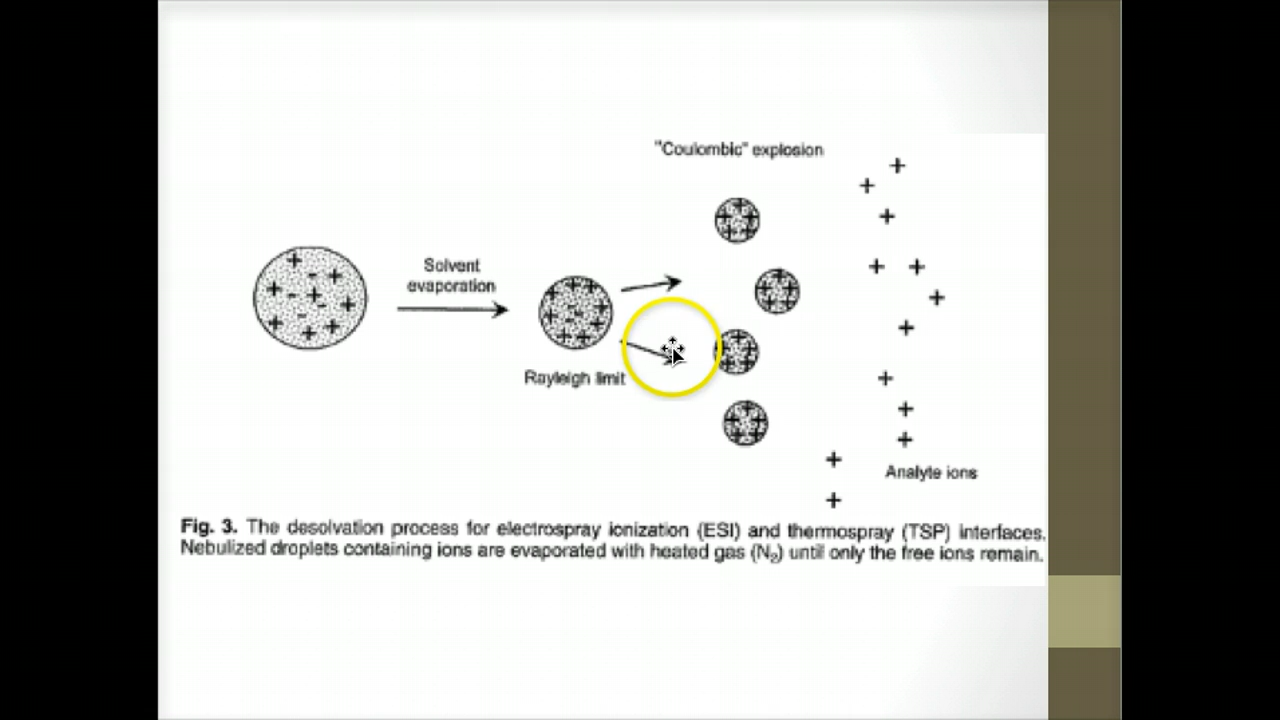 "Coulombic" explosion
Solvent
evaporation
Rayleigh limit
Analyte ions
Fig. 3. The desolvation process for electrospray ionization (ESI) and thermospray (TSP) interfaces.
Nebulized droplets containing ions are evaporated with heated gas (N₂) until only the free ions remain.